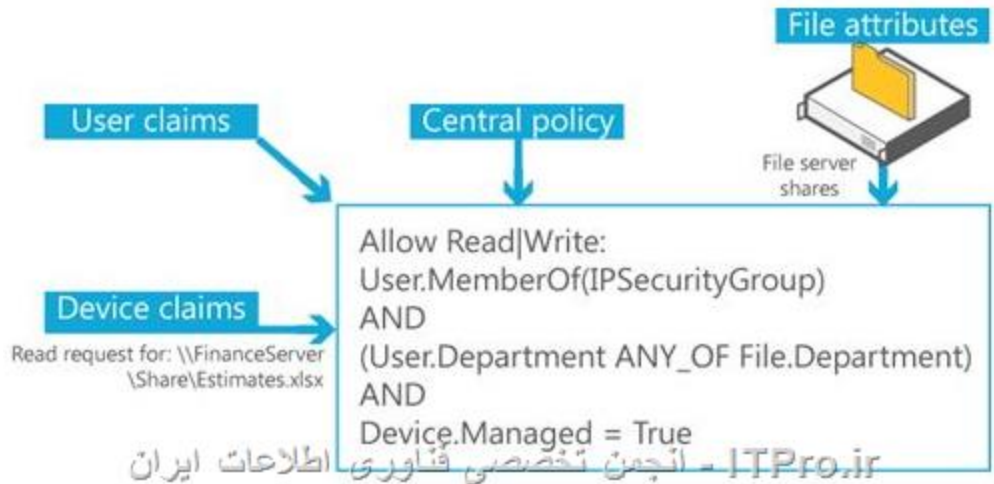 File attributes
User claims
Central policy
File server
shares
Device claims
Read request for: \\FinanceServer
\Share\Estimates.xlsx
Allow Read|Write:
User.MemberOf(IPSecurityGroup)
AND
(User.Department ANY_OF File.Department)
AND
Device.Managed = True
ITPro.ir - انجمن تخصصی فناوری اطلاعات ایران